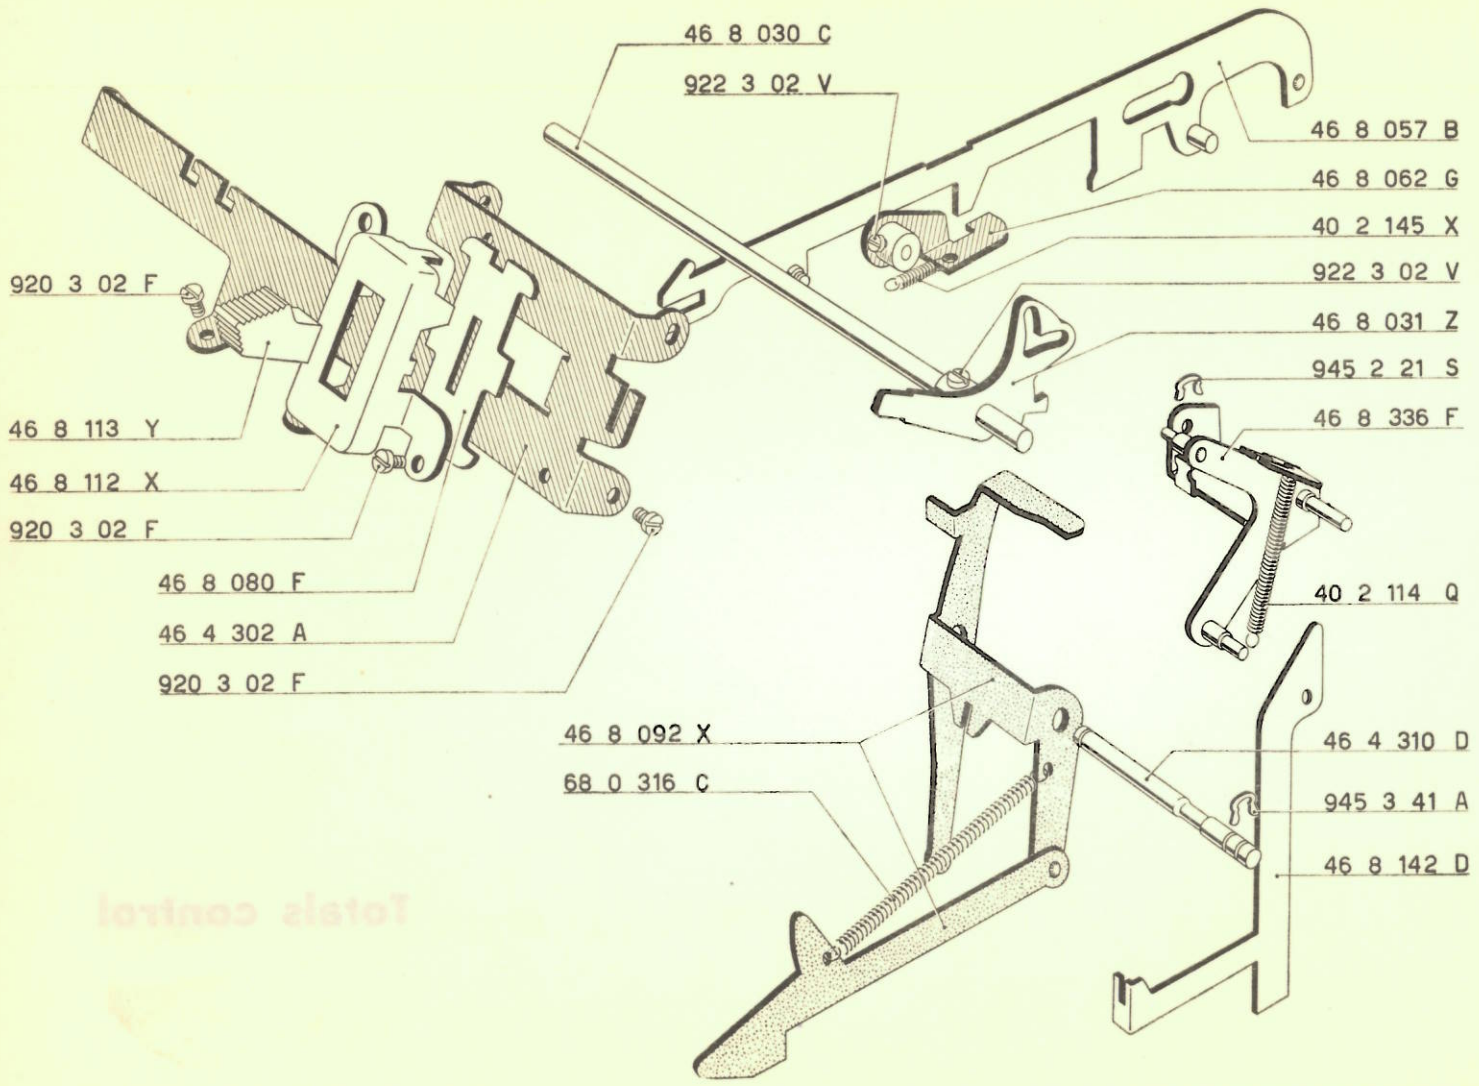 46 8 030 C
922 3 02 V
46 8 057 B
46 8 062 G
40 2 145 X
922 3 02 V
46 8 031 Z
945 2 21 S
46 8 336 F
920 3 02 F
46 8 113 Y
46 8 112 X
920 3 02 F
46 8 080 F
46 4 302 A
920 3 02 F
40 2 114 Q
46 8 092 X
68 0 316 C
46 4 310 D
945 3 41 A
46 8 142 D
Totals control